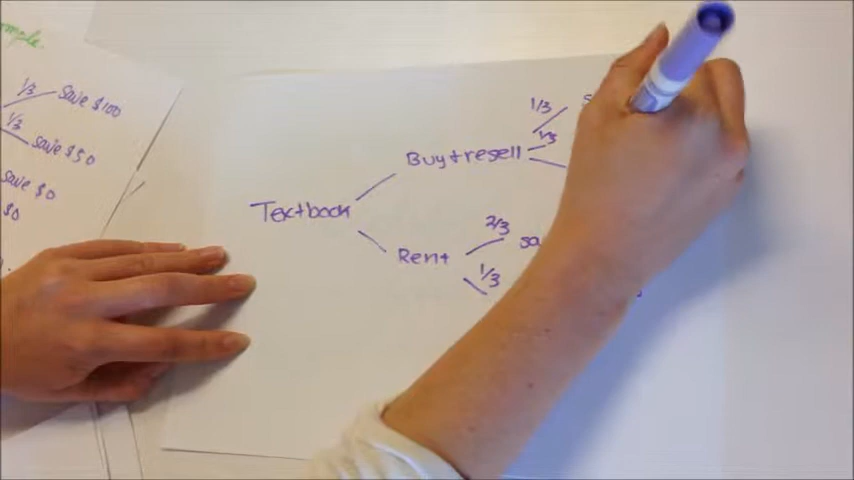 1/3
Save $100
1/3
Save $50
Save $0
$0
Textbook
Buy+resell
1/3
1/3
Rent
2/3
1/3